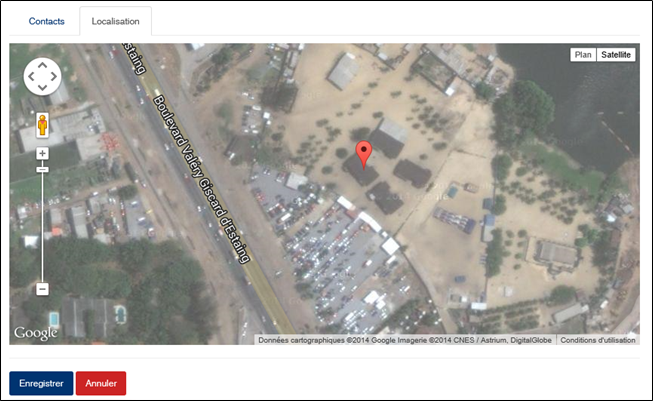 Contacts
Localisation
Plan
Satellite
Estaing
Boulevard Valéry Giscard d'Estaing
Google
Données cartographiques ©2014 Google Imagerie ©2014 CNES / Astrium, DigitalGlobe
Conditions d'utilisation
Enregistrer
Annuler